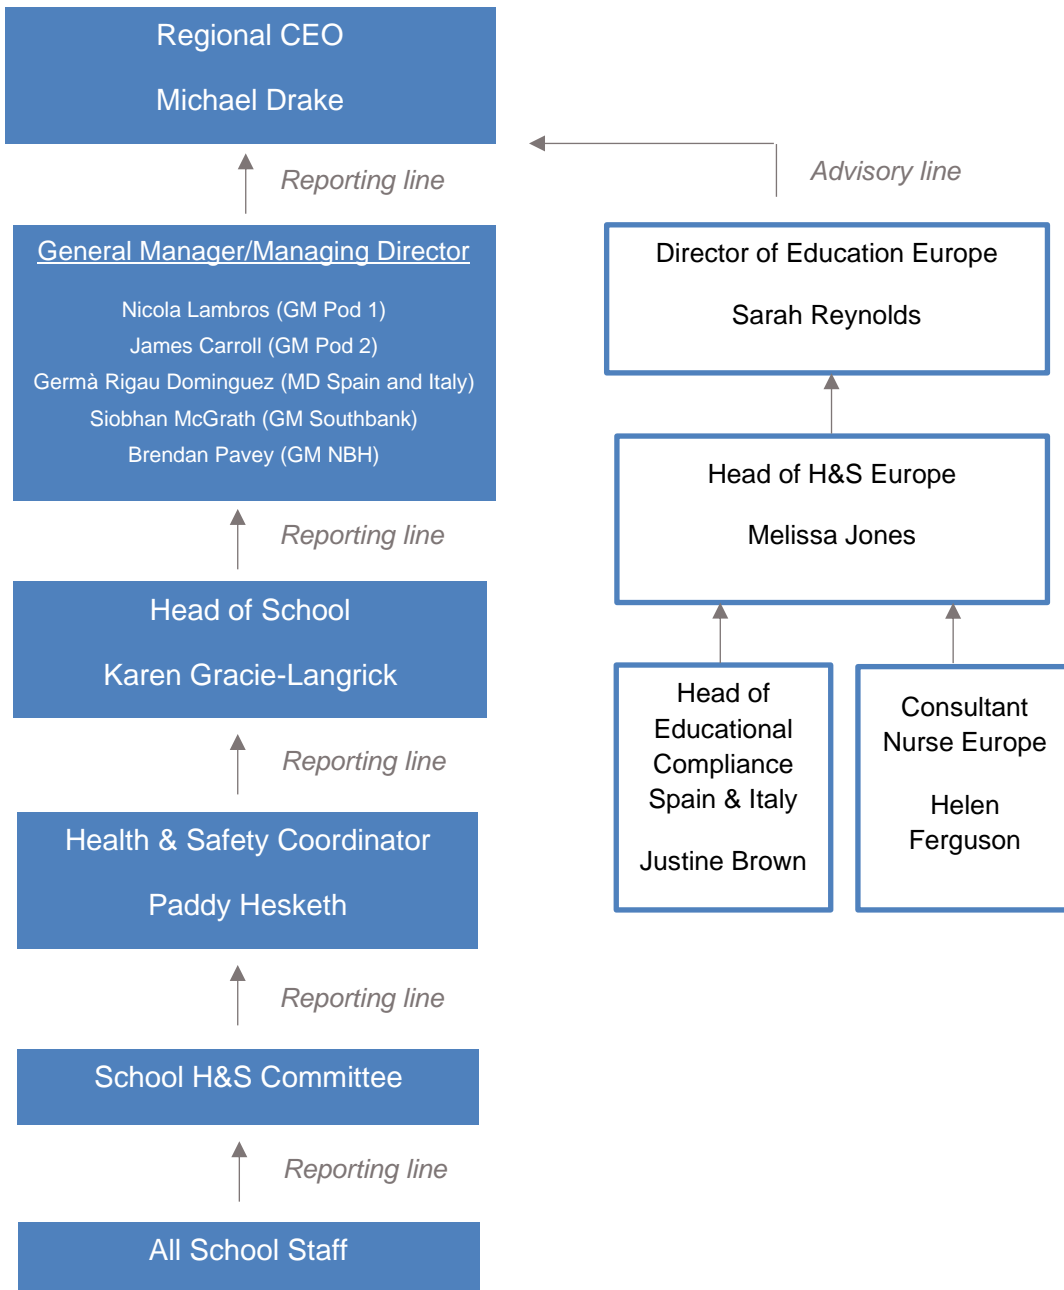 Regional CEO
Michael Drake
Reporting line
General Manager/Managing Director
Nicola Lambros (GM Pod 1)
James Carroll (GM Pod 2)
Germà Rigau Dominguez (MD Spain and Italy)
Siobhan McGrath (GM Southbank)
Brendan Pavey (GM NBH)
Reporting line
Head of School
Karen Gracie-Langrick
Reporting line
Health & Safety Coordinator
Paddy Hesketh
Reporting line
School H&S Committee
Reporting line
All School Staff
Advisory line
Director of Education Europe
Sarah Reynolds
Head of H&S Europe
Melissa Jones
Head of
Educational
Compliance
Spain & Italy
Justine Brown
Consultant
Nurse Europe
Helen
Ferguson